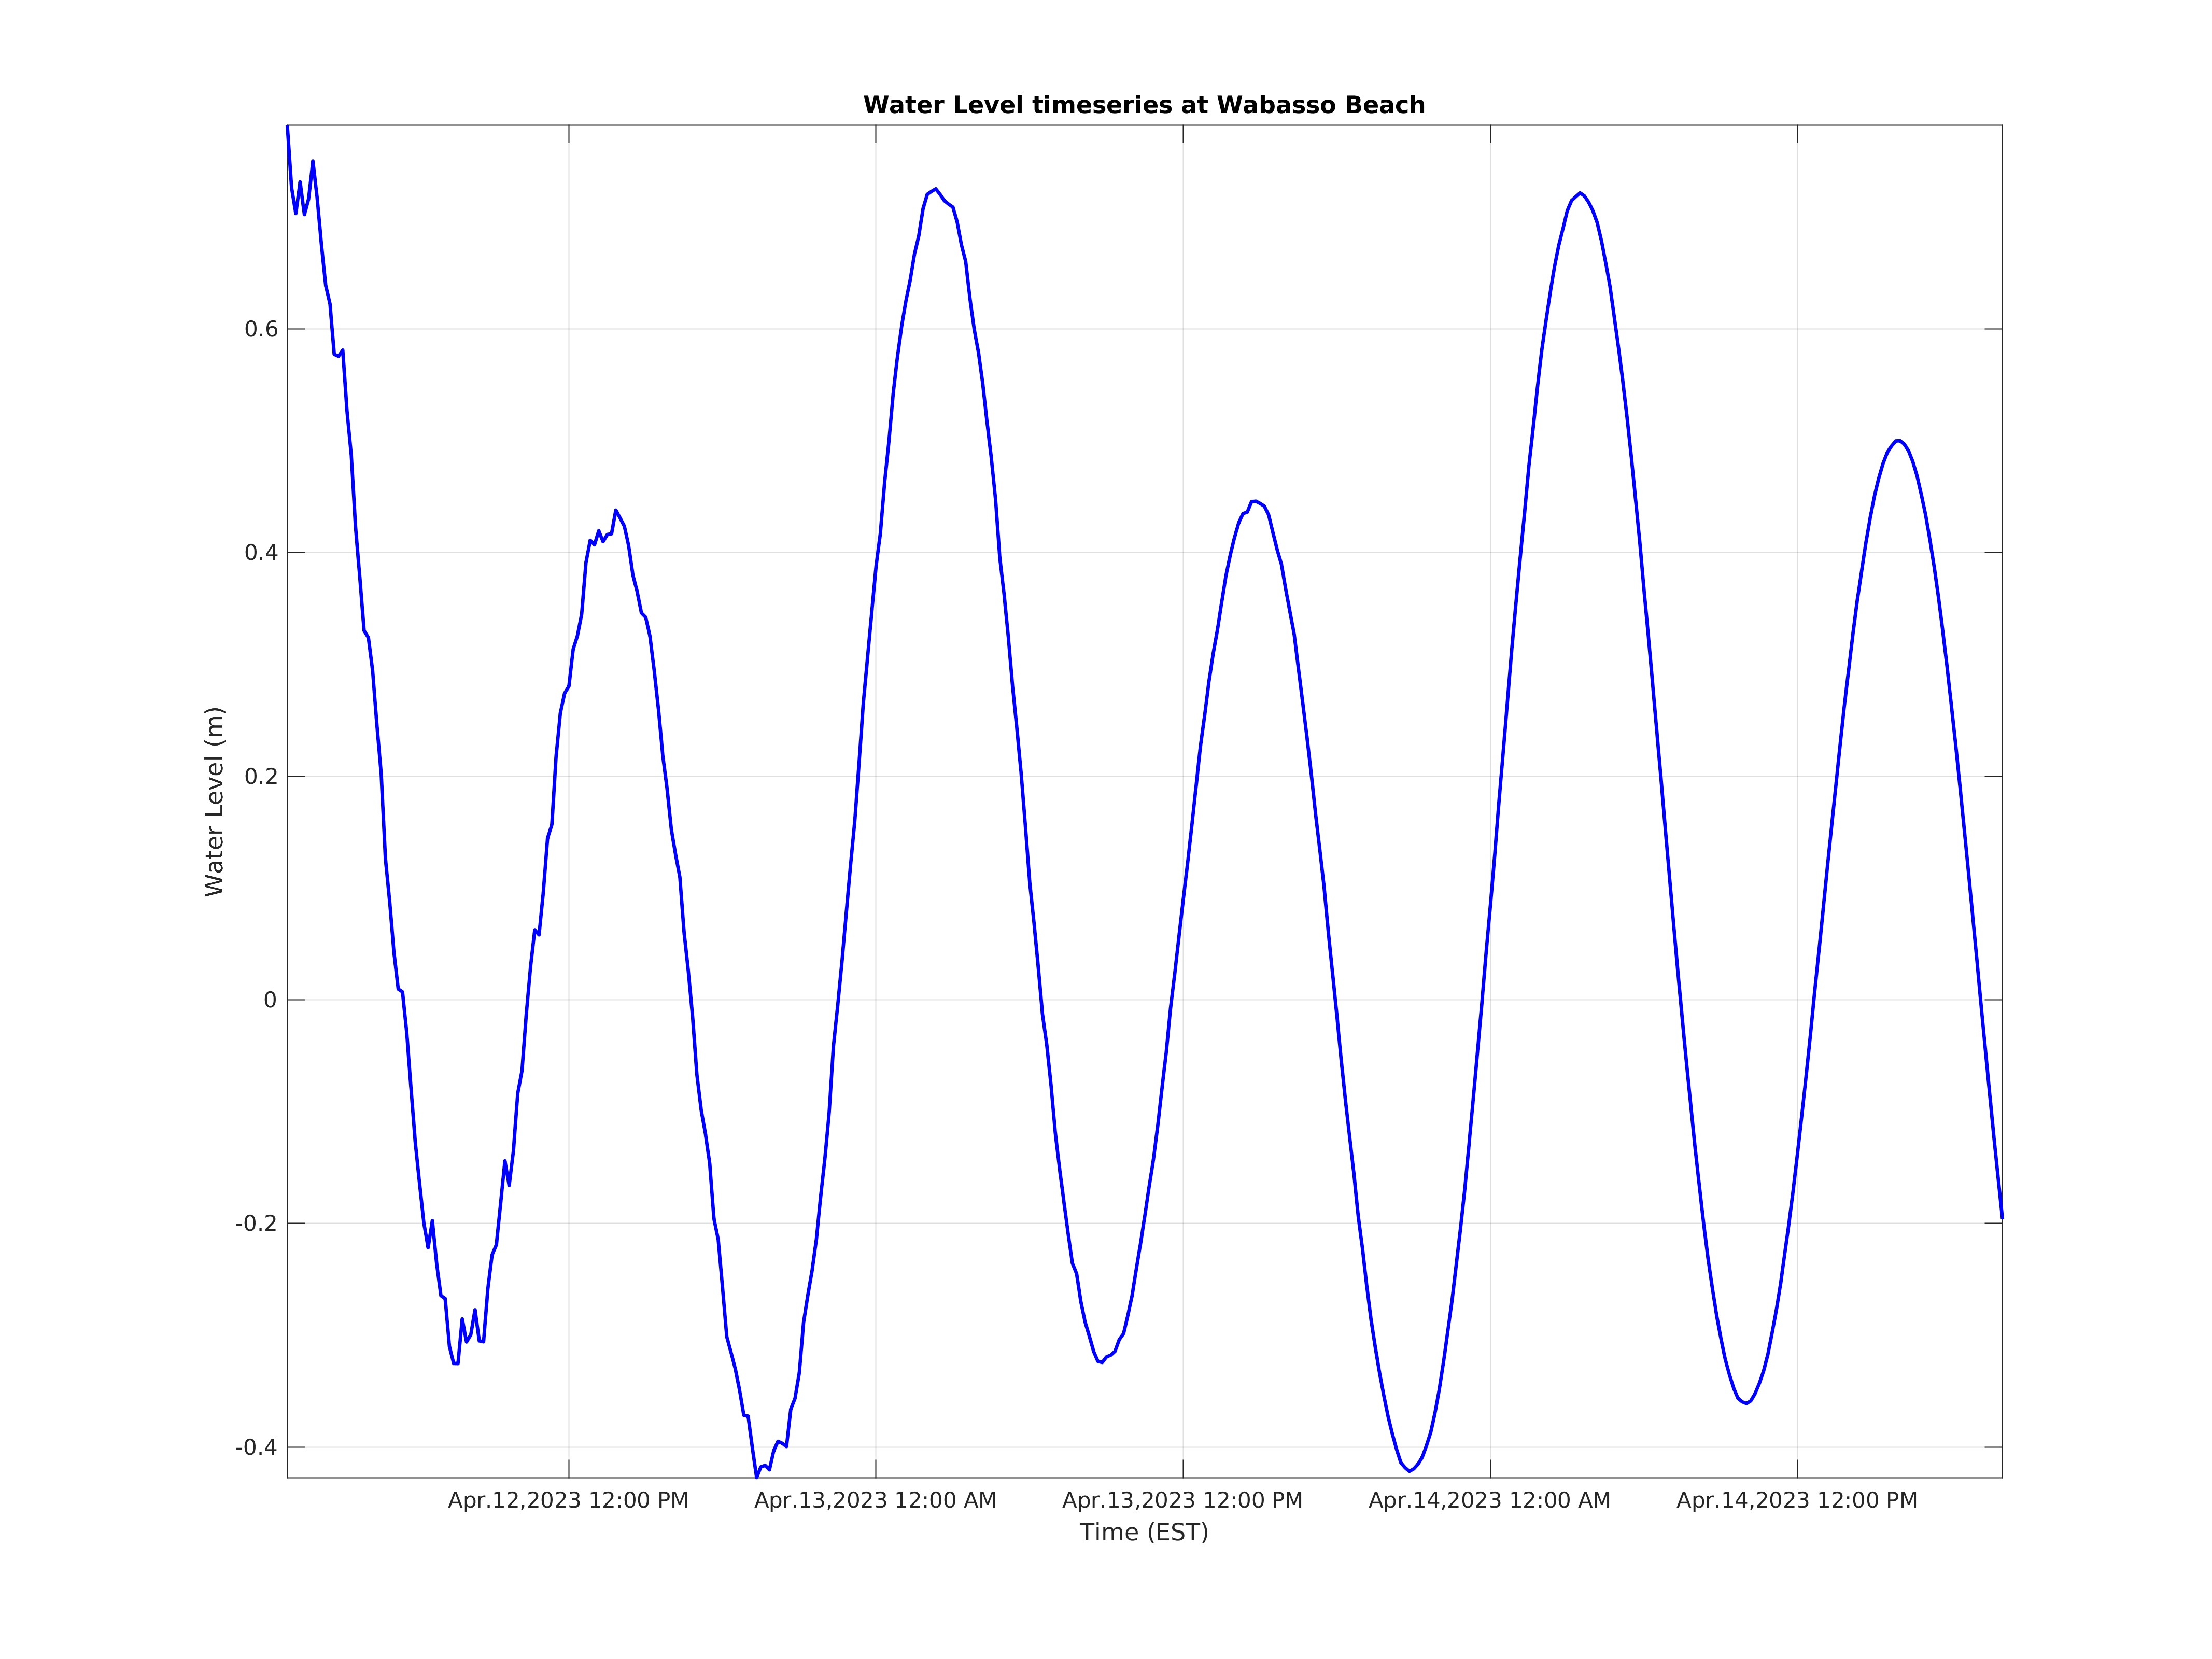 Water Level timeseries at Wabasso Beach
Water Level (m)
0.6
0.4
0.2
0
-0.2
-0.4
Apr.12,2023 12:00 PM
Apr.13,2023 12:00 AM
Apr.13,2023 12:00 PM
Apr.14,2023 12:00 AM
Apr.14,2023 12:00 PM
Time (EST)